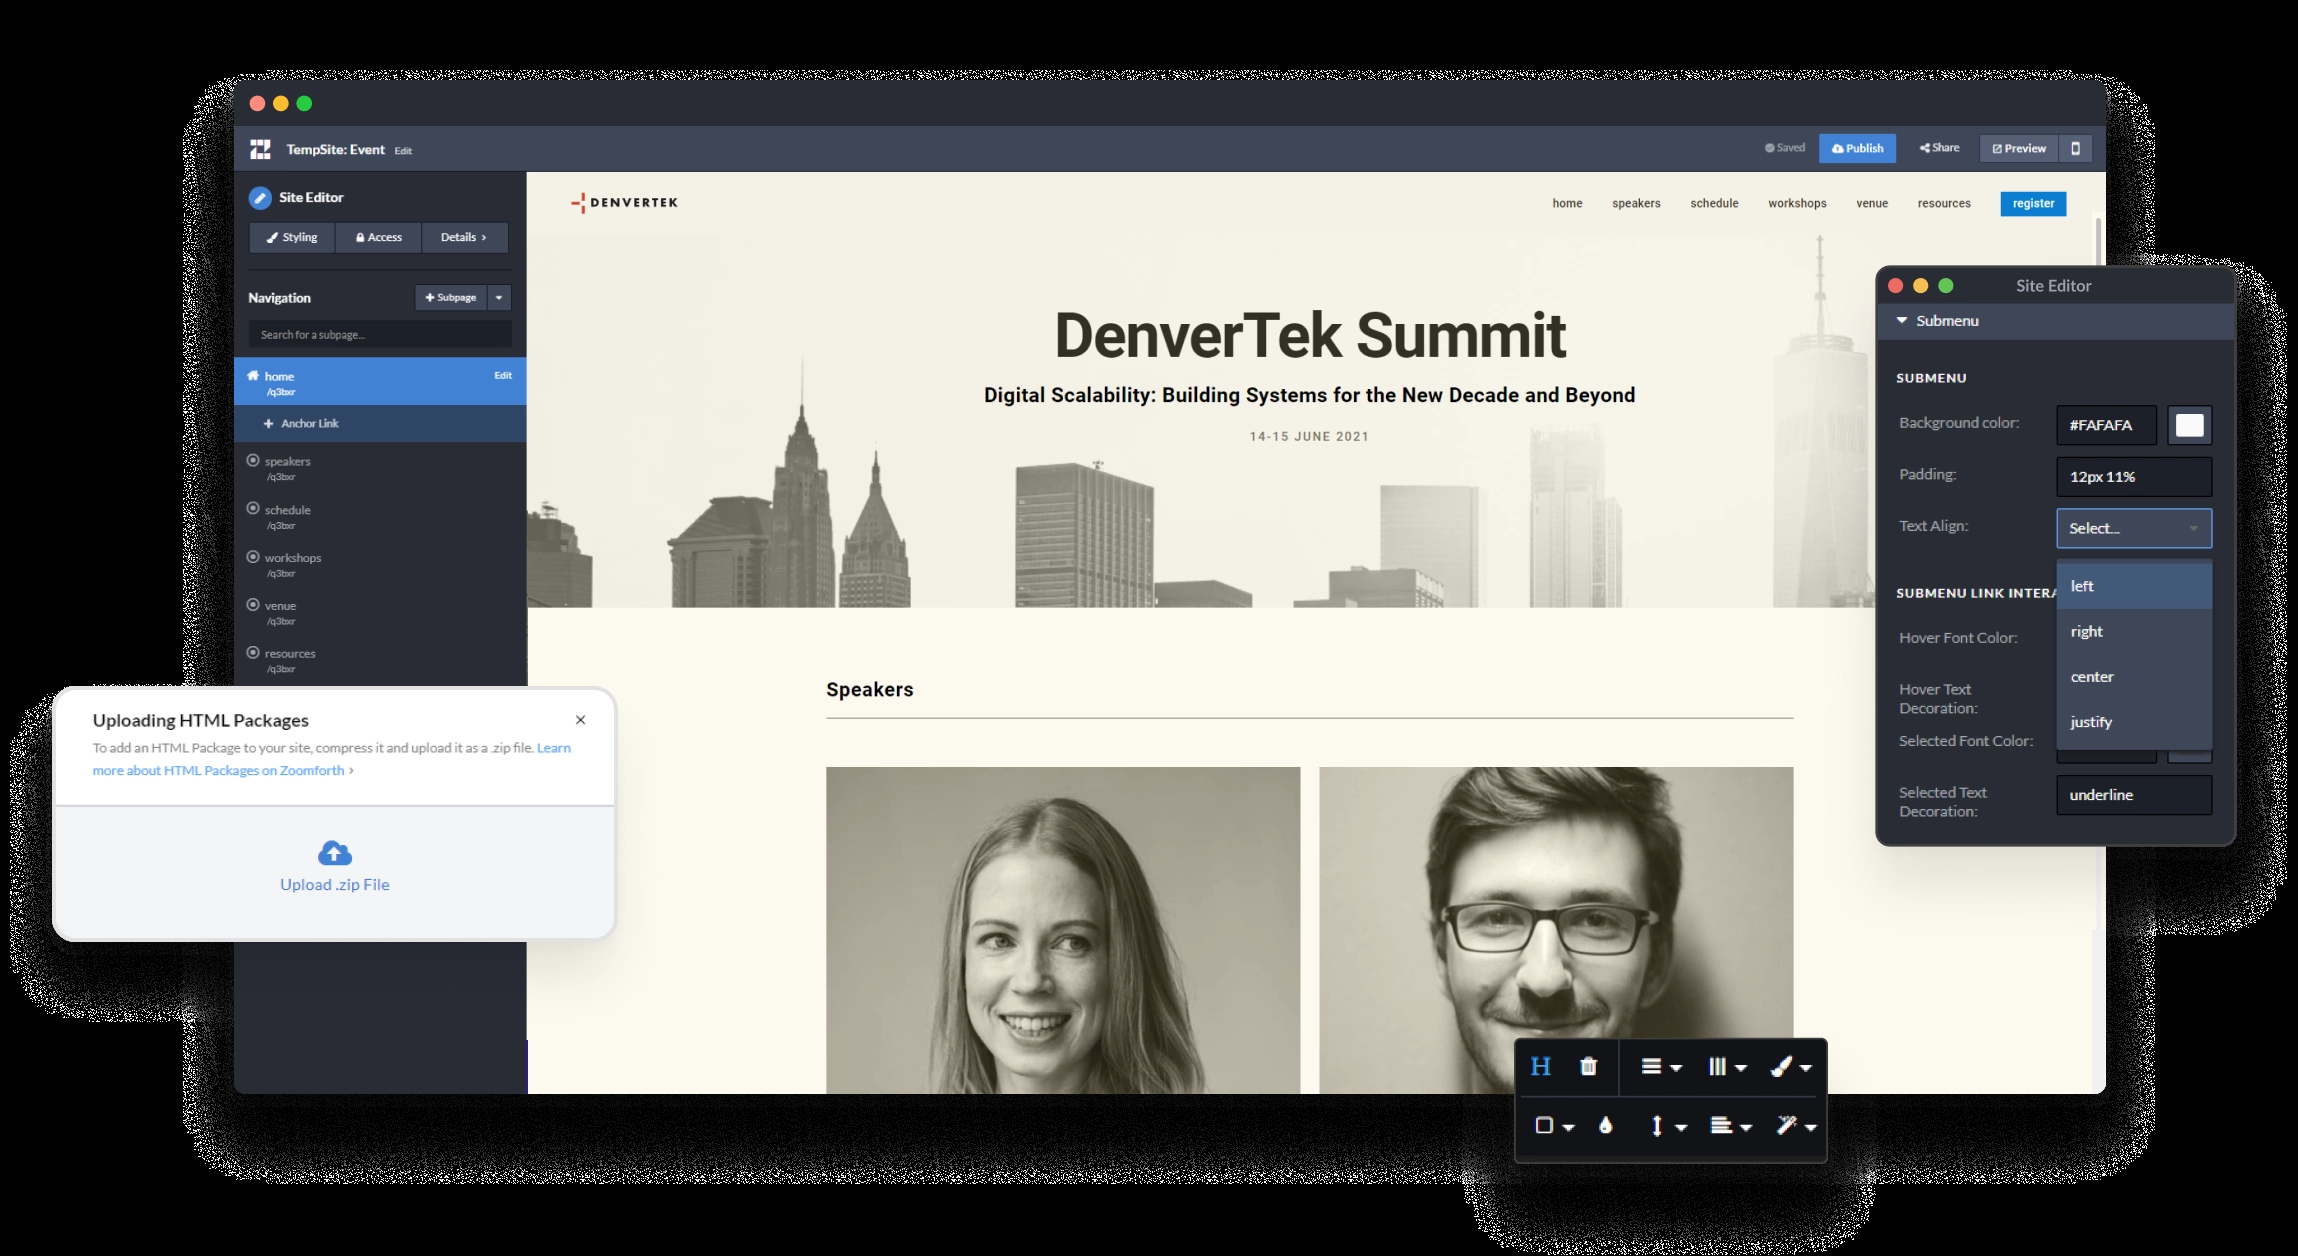 TempSite: Event Edit
Saved Publish Share Preview
Site Editor
Styling Access Details ›
Navigation + Subpage
Search for a subpage...
home Edit
/q3bxr
+ Anchor Link
speakers
/q3bxr
schedule
/q3bxr
workshops
/q3bxr
venue
/q3bxr
resources
/q3bxr
DENVERTEK
home speakers schedule workshops venue resources register
DenverTek Summit
Digital Scalability: Building Systems for the New Decade and Beyond
14-15 JUNE 2021
Speakers
Uploading HTML Packages
To add an HTML Package to your site, compress it and upload it as a .zip file. Learn
more about HTML Packages on Zoomforth ›
Upload .zip File
Site Editor
Submenu
SUBMENU
Background color: #FAFAFA
Padding: 12px 11%
Text Align: Select...
left
right
center
justify
SUBMENU LINK
Hover Font Color:
Hover Text
Decoration:
Selected Font Color:
Selected Text
Decoration:
underline
H